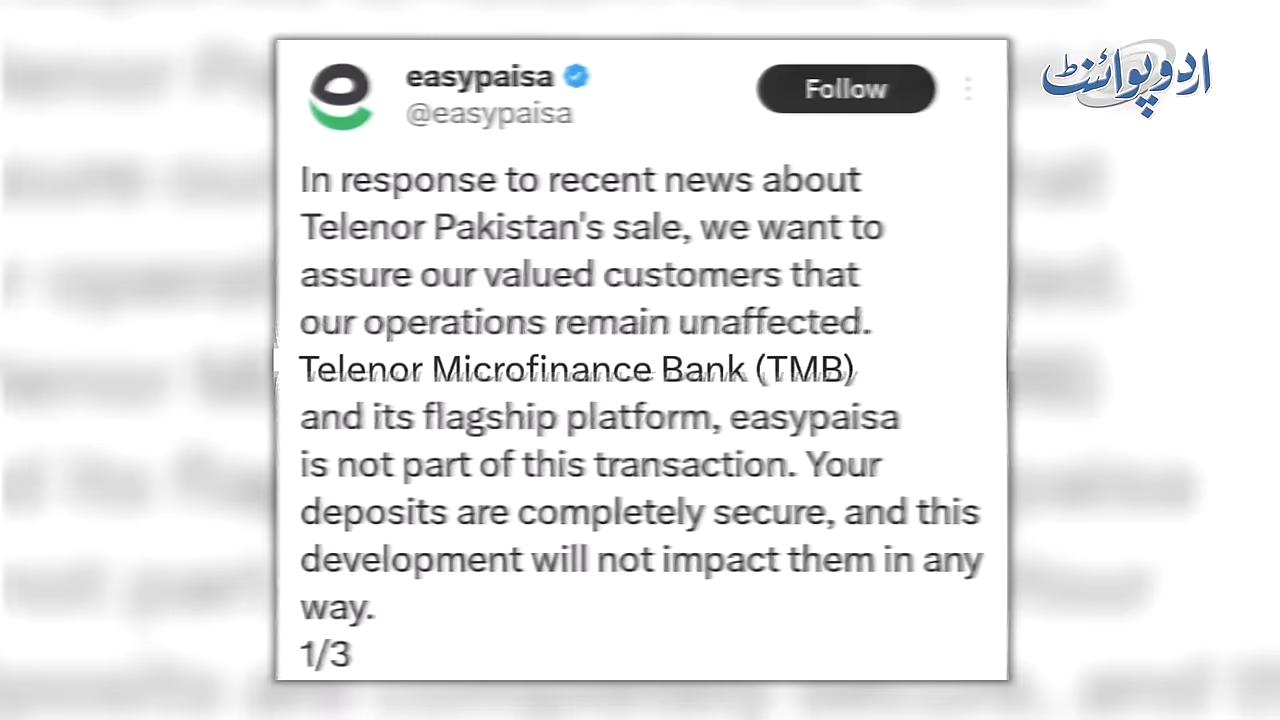 easypaisa
@easypaisa
Follow
اردوپوائنٹ
In response to recent news about
Telenor Pakistan's sale, we want to
assure our valued customers that
our operations remain unaffected.
Telenor Microfinance Bank (TMB)
and its flagship platform, easypaisa
is not part of this transaction. Your
deposits are completely secure, and this
development will not impact them in any
way.
1/3